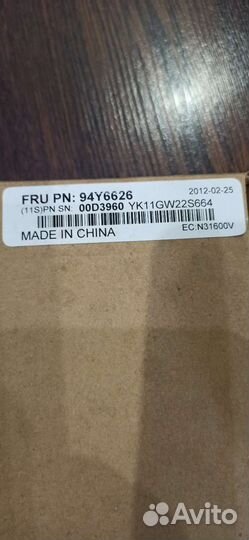 FRU PN: 94Y6626
2012-02-25
(11S)PN SN: 00D3960 YK11GW22S664
MADE IN CHINA
EC:N31600V
Avito